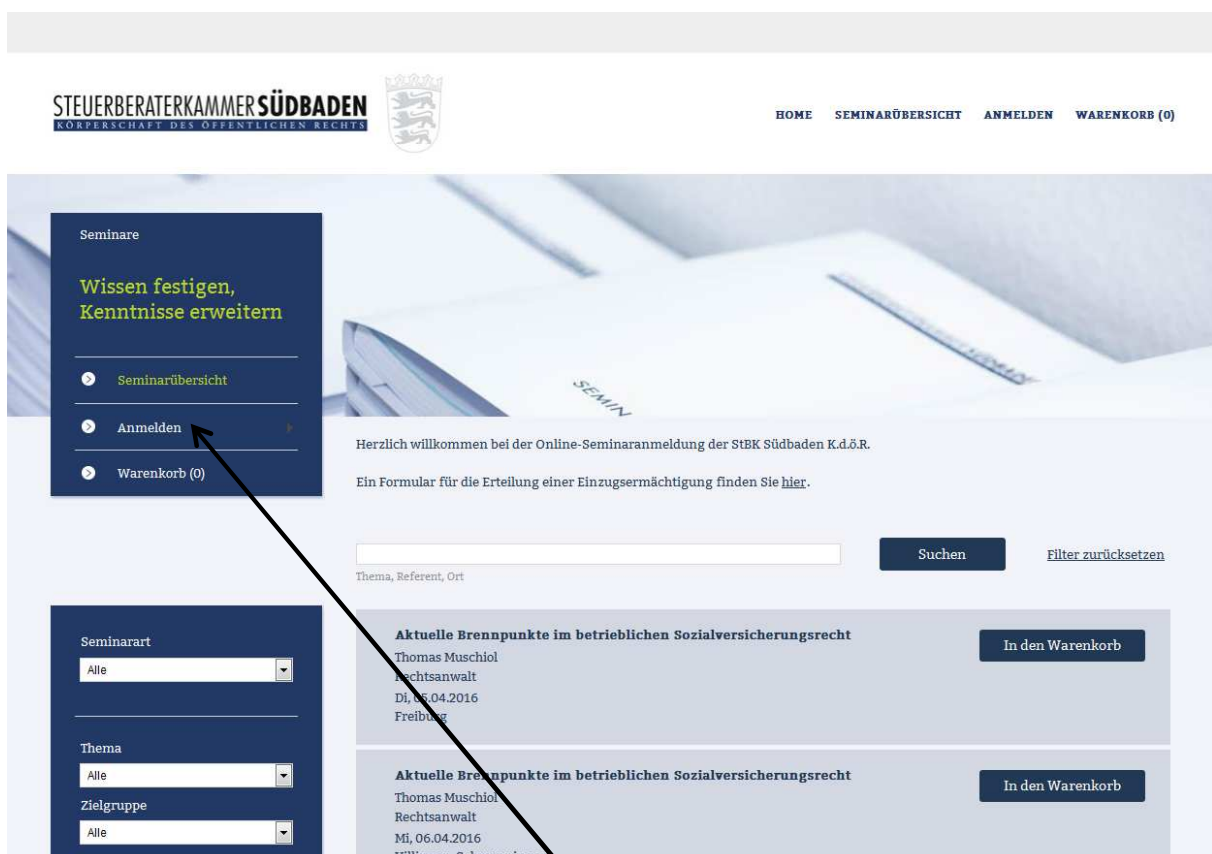 STEUERBERATERKAMMER SÜDBADEN
KÖRPERSCHAFT DES ÖFFENTLICHEN RECHTS
HOME SEMINARÜBERSICHT ANMELDEN WARENKORB (0)
Seminare
Wissen festigen,
Kenntnisse erweitern
Seminarübersicht
Anmelden
Warenkorb (0)
SEMIN
Herzlich willkommen bei der Online-Seminaranmeldung der StBK Südbaden K.d.ö.R.
Ein Formular für die Erteilung einer Einzugsermächtigung finden Sie hier.
Suchen
Filter zurücksetzen
Thema, Referent, Ort
Seminarart
Alle
Thema
Alle
Zielgruppe
Alle
Aktuelle Brennpunkte im betrieblichen Sozialversicherungsrecht
Thomas Muschiol
Rechtsanwalt
Di, 05.04.2016
Freiburg
In den Warenkorb
Aktuelle Brennpunkte im betrieblichen Sozialversicherungsrecht
Thomas Muschiol
Rechtsanwalt
Mi, 06.04.2016
In den Warenkorb